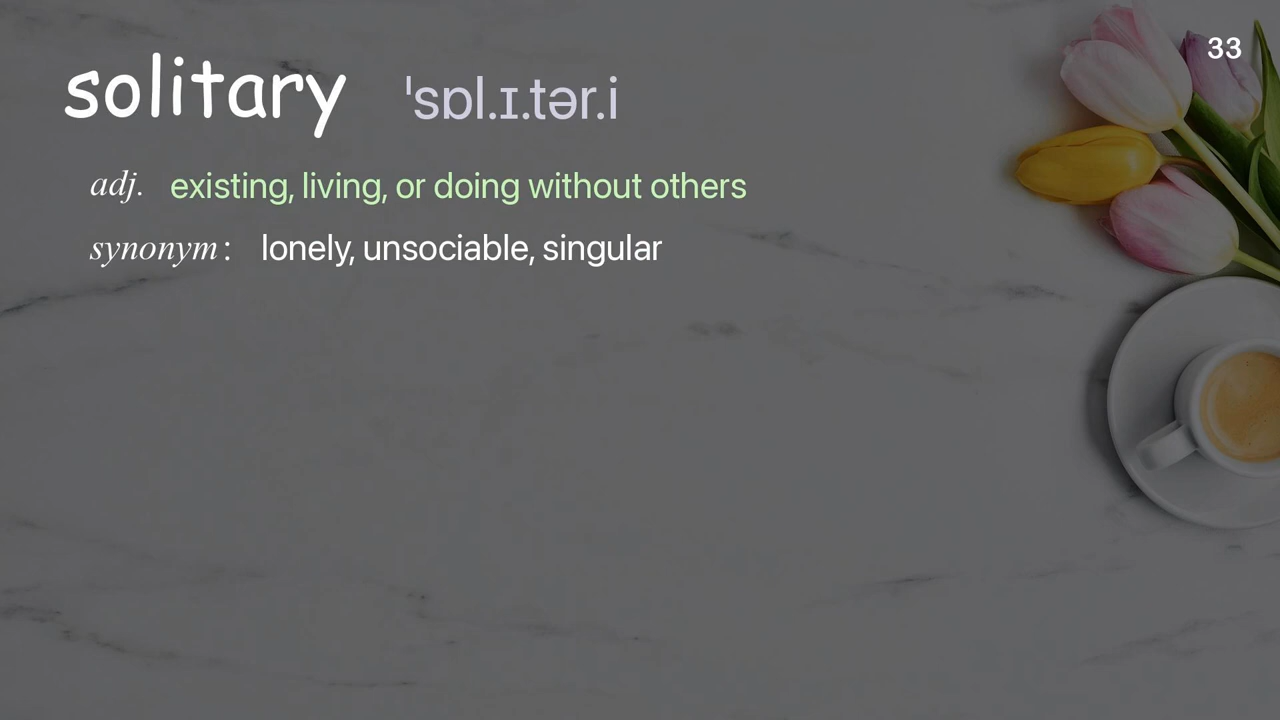 33
solitary ˈsɒl.ɪ.tər.i
adj. existing, living, or doing without others
synonym: lonely, unsociable, singular